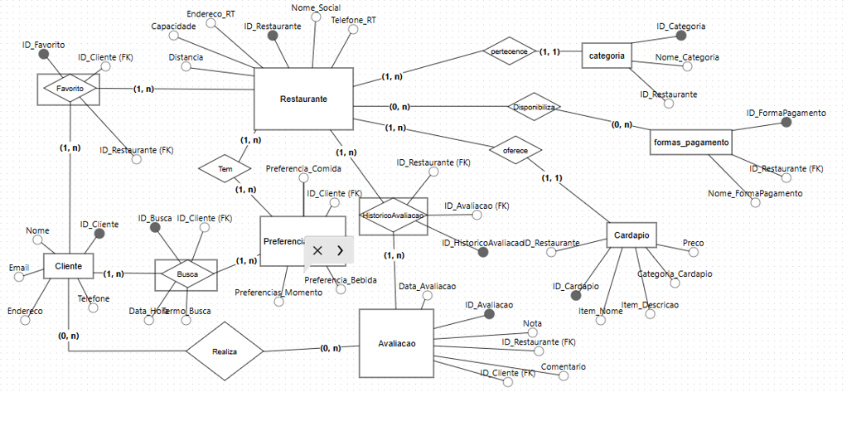 Nome_Social
Endereco_RT
ID_Restaurante
Telefone_RT
Capacidade
ID_Categoria
ID_Favorito
ID_Cliente (FK)
Distancia
pertecence
(1, 1)
categoria
Nome_Categoria
(1, n)
Favorito
(1, n)
Restaurante
ID_Restaurante
(0, n)
Disponibiliza
ID_FormaPagamento
(1, n)
(0, n)
(1, n)
ID_Restaurante (FK)
(1, n)
(1, n)
oferece
formas_pagamento
Tem
Preferencia_Comida
ID_Restaurante (FK)
ID_Restaurante (FK)
(1, n)
ID_Cliente (FK)
(1, 1)
Nome_FormaPagamento
ID_Avaliacao (FK)
HistoricoAvaliacao
Nome
ID_Cliente
ID_Busca
ID_Cliente (FK)
Preferencia
ID_HistoricoAvaliacao
ID_Restaurante
Cardapio
Preco
(1, n)
Email
Cliente
(1, n)
Busca
(1, n)
Categoria_Cardapio
Preferencias_Momento
Preferencia_Bebida
Data_Avaliacao
ID_Cardapio
Telefone
Endereco
Termo_Busca
ID_Avaliacao
Item_Nome
Item_Descricao
(0, n)
Nota
Realiza
(0, n)
Avaliacao
ID_Restaurante (FK)
Comentario
ID_Cliente (FK)